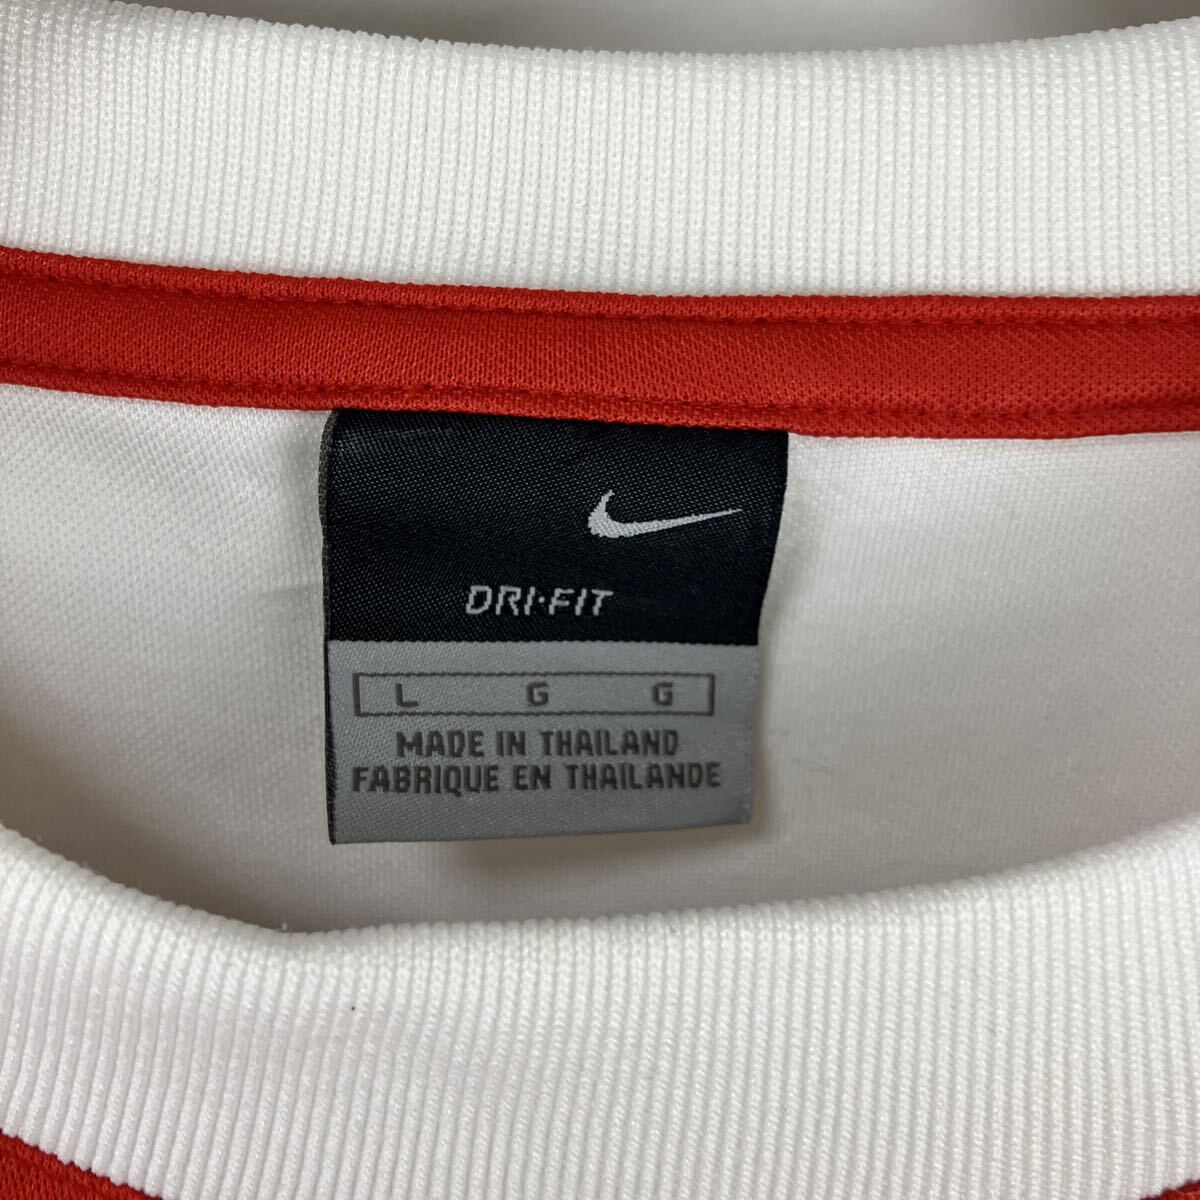 DRI·FIT
L G G
MADE IN THAILAND
FABRIQUE EN THAILANDE